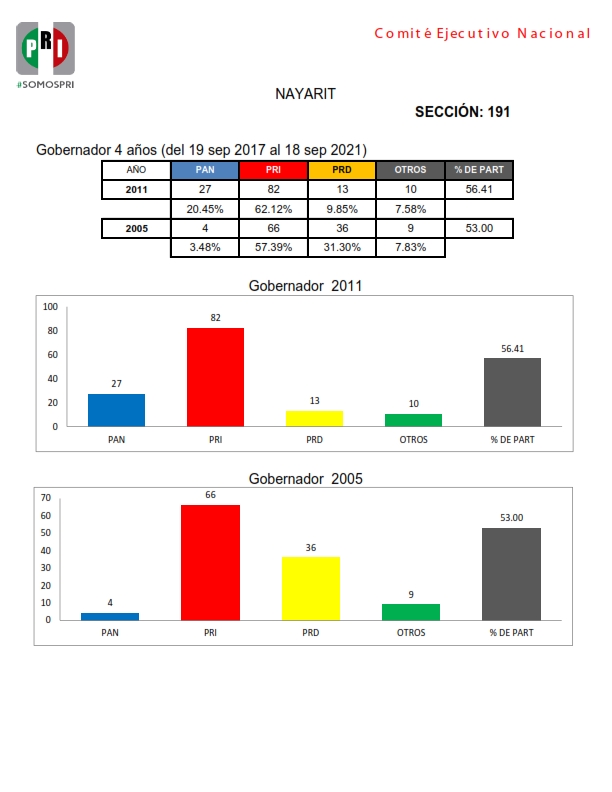 PRI
#SOMOSPRI
Comité Ejecutivo Nacional
NAYARIT
SECCIÓN: 191
Gobernador 4 años (del 19 sep 2017 al 18 sep 2021)
AÑO PAN PRI PRD OTROS % DE PART
2011 27 82 13 10 56.41
20.45% 62.12% 9.85% 7.58%
2005 4 66 36 9 53.00
3.48% 57.39% 31.30% 7.83%
Gobernador 2011
100
80
60
40
20
0
27
82
13
10
56.41
PAN PRI PRD OTROS % DE PART
Gobernador 2005
70
60
50
40
30
20
10
0
4
66
36
9
53.00
PAN PRI PRD OTROS % DE PART